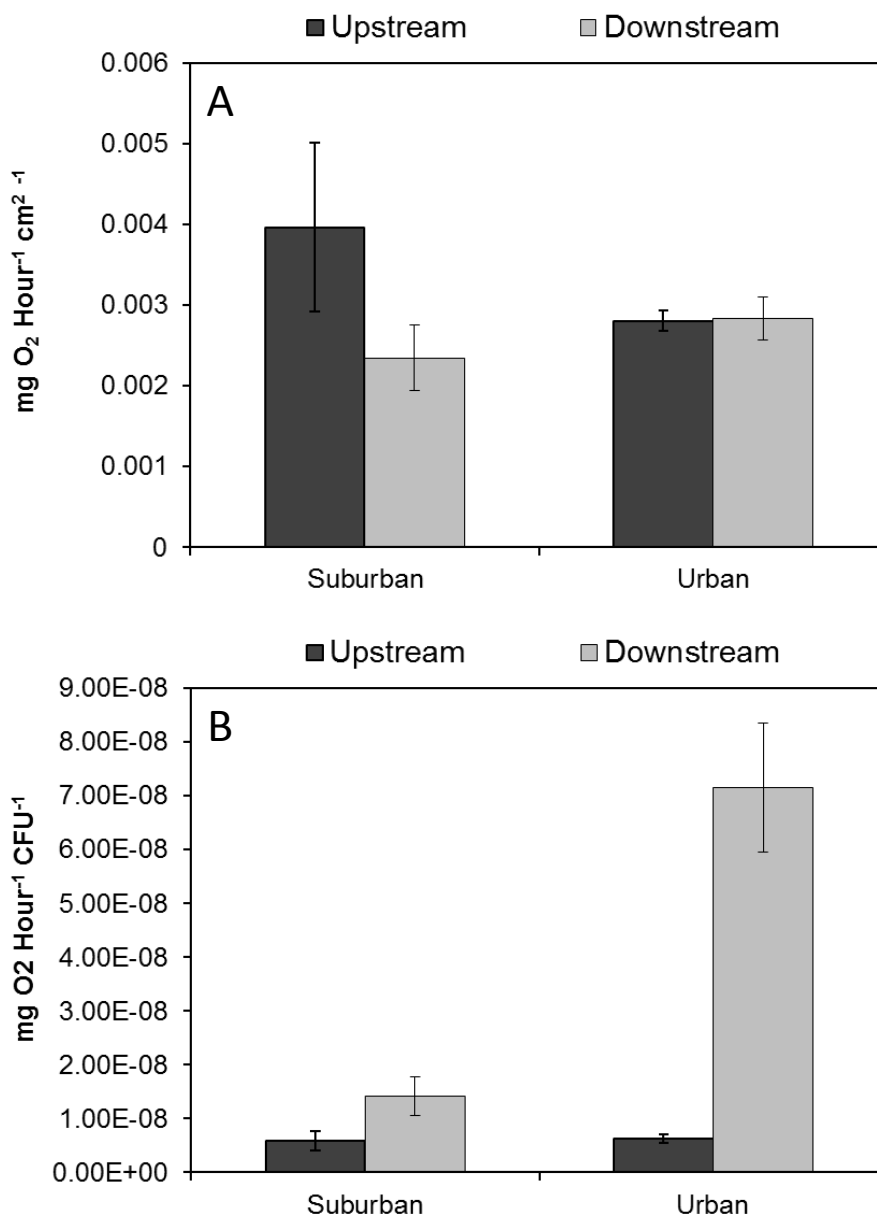 Upstream Downstream
0.006
A
0.005
0.004
0.003
0.002
0.001
0
mg O₂ Hour⁻¹ cm² ⁻¹
Suburban Urban
Upstream Downstream
9.00E-08
B
8.00E-08
7.00E-08
6.00E-08
5.00E-08
4.00E-08
3.00E-08
2.00E-08
1.00E-08
0.00E+00
mg O2 Hour⁻¹ CFU⁻¹
Suburban Urban